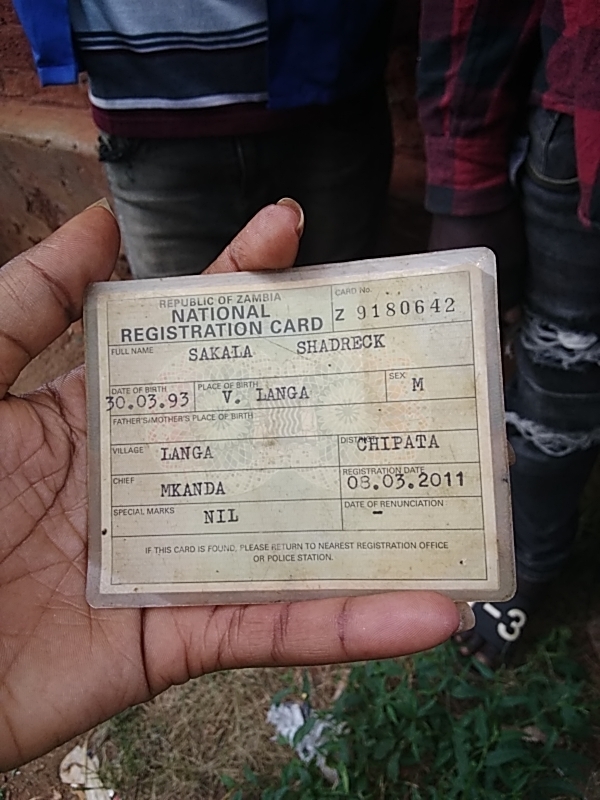 REPUBLIC OF ZAMBIA
NATIONAL
REGISTRATION CARD
CARD No.
Z 9180642
FULL NAME
SAKALA SHADRECK
DATE OF BIRTH
30.03.93
PLACE OF BIRTH
V. LANGA
SEX
M
FATHER'S/MOTHER'S PLACE OF BIRTH
VILLAGE
LANGA
DISTRICT
CHIPATA
CHIEF
MKANDA
REGISTRATION DATE
08.03.2011
SPECIAL MARKS
NIL
DATE OF RENUNCIATION
-
IF THIS CARD IS FOUND, PLEASE RETURN TO NEAREST REGISTRATION OFFICE
OR POLICE STATION.
3